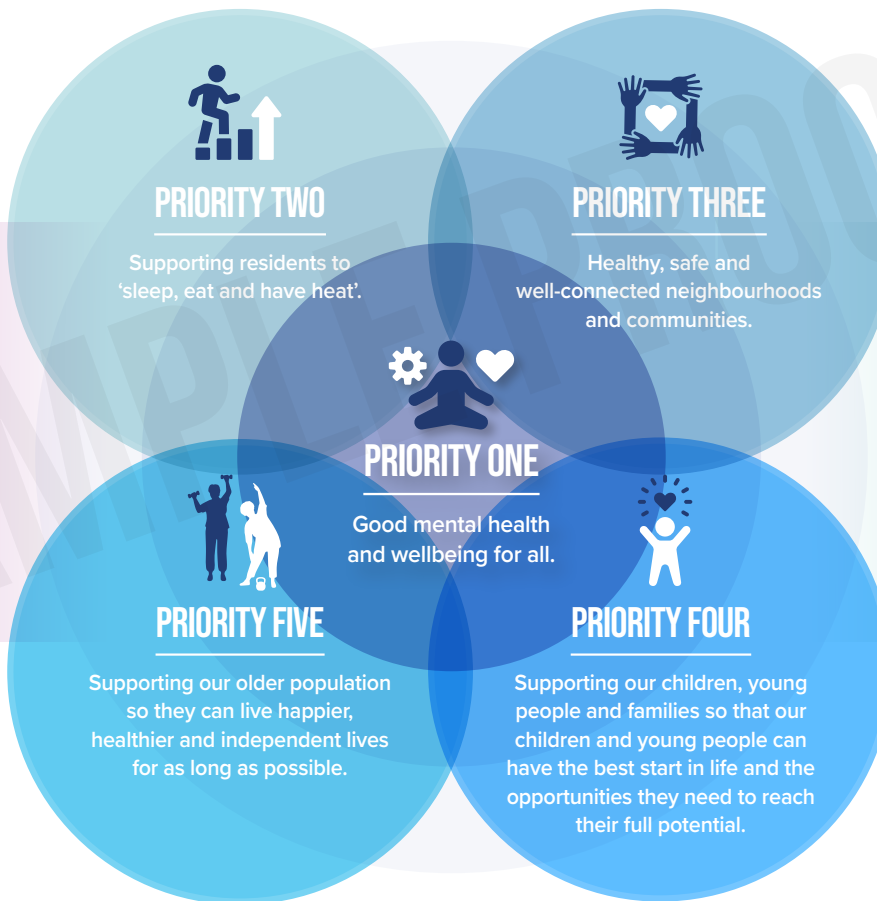 PRIORITY TWO
Supporting residents to
‘sleep, eat and have heat’.
PRIORITY THREE
Healthy, safe and
well-connected neighbourhoods
and communities.
PRIORITY ONE
Good mental health
and wellbeing for all.
PRIORITY FIVE
Supporting our older population
so they can live happier,
healthier and independent lives
for as long as possible.
PRIORITY FOUR
Supporting our children, young
people and families so that our
children and young people can
have the best start in life and the
opportunities they need to reach
their full potential.